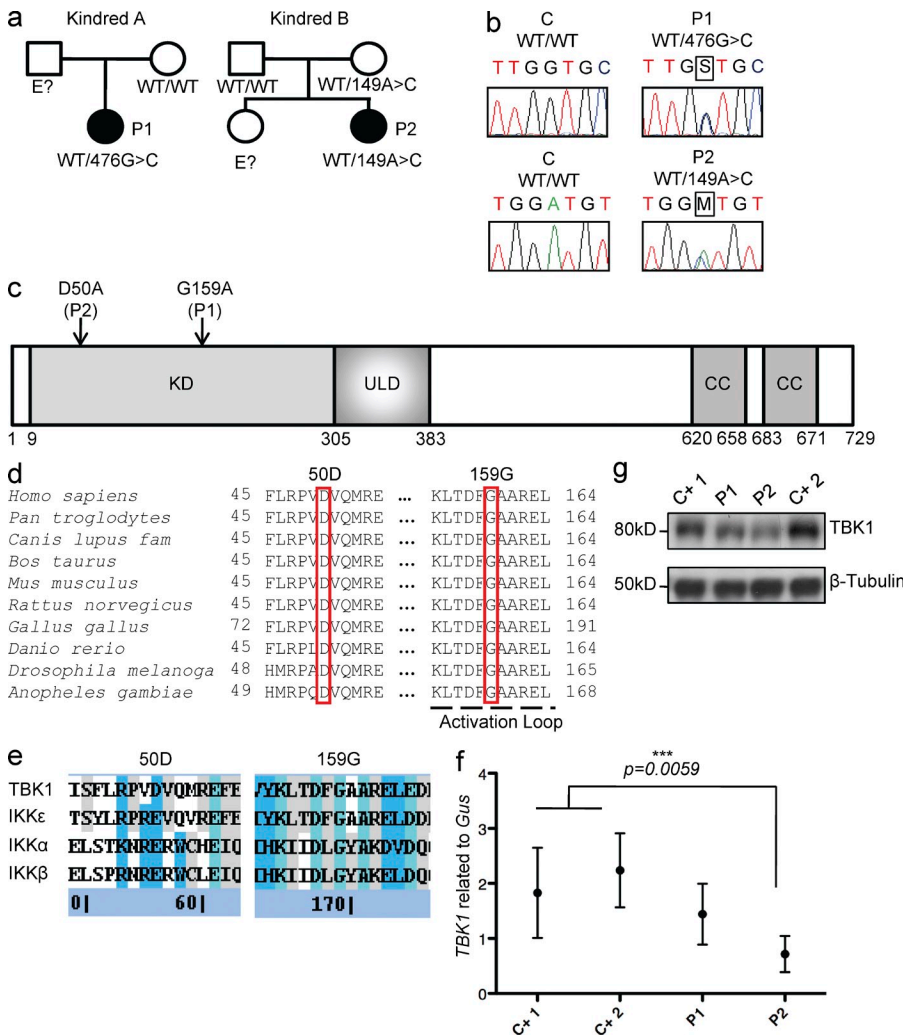 a
Kindred A
Kindred B
E?
WT/WT
WT/WT
WT/149A>C
P1
P2
WT/476G>C
E?
WT/149A>C
b
C
WT/WT
T T G G T G C
P1
WT/476G>C
T T G S T G C
C
WT/WT
T G G A T G T
P2
WT/149A>C
T G G M T G T
c
D50A
(P2)
G159A
(P1)
KD
ULD
CC
CC
1 9 305 383 620 658 683 671 729
d
50D 159G
Homo sapiens 45 FLRPVDVQMRE ... KLTDFGAAREL 164
Pan troglodytes 45 FLRPVDVQMRE ... KLTDFGAAREL 164
Canis lupus fam 45 FLRPVDVQMRE ... KLTDFGAAREL 164
Bos taurus 45 FLRPVDVQMRE ... KLTDFGAAREL 164
Mus musculus 45 FLRPVDVQMRE ... KLTDFGAAREL 164
Rattus norvegicus 45 FLRPVDVQMRE ... KLTDFGAAREL 164
Gallus gallus 72 FLRPVDVQMRE ... KLTDFGAAREL 191
Danio rerio 45 FLRPLDVQMRE ... KLTDFGAAREL 164
Drosophila melanoga 48 HMRPADVQMRE ... KLTDFGAAREL 165
Anopheles gambiae 49 HMRPQDVQMRE ... KLTDFGAAREL 168
Activation Loop
g
C+ 1 P1 P2 C+ 2
80kD
TBK1
50kD
β-Tubulin
e
50D 159G
TBK1 ISFLRPVDVQMREFE VYKLTDFGAARELEDI
IKKε TSYLRPREVQVREFE IHKLTDFGAARELDDI
IKKα ELSTKNRERWCHEIQ IHKIIDLGYAKDVDQ
IKKβ ELSPRNRERWCLEIQ IHKIIDLGYAKELDQ
0| 60| 170|
f
***
p=0.0059
TBK1 related to Gus
4
3
2
1
0
C+ 1
C+ 2
P1
P2